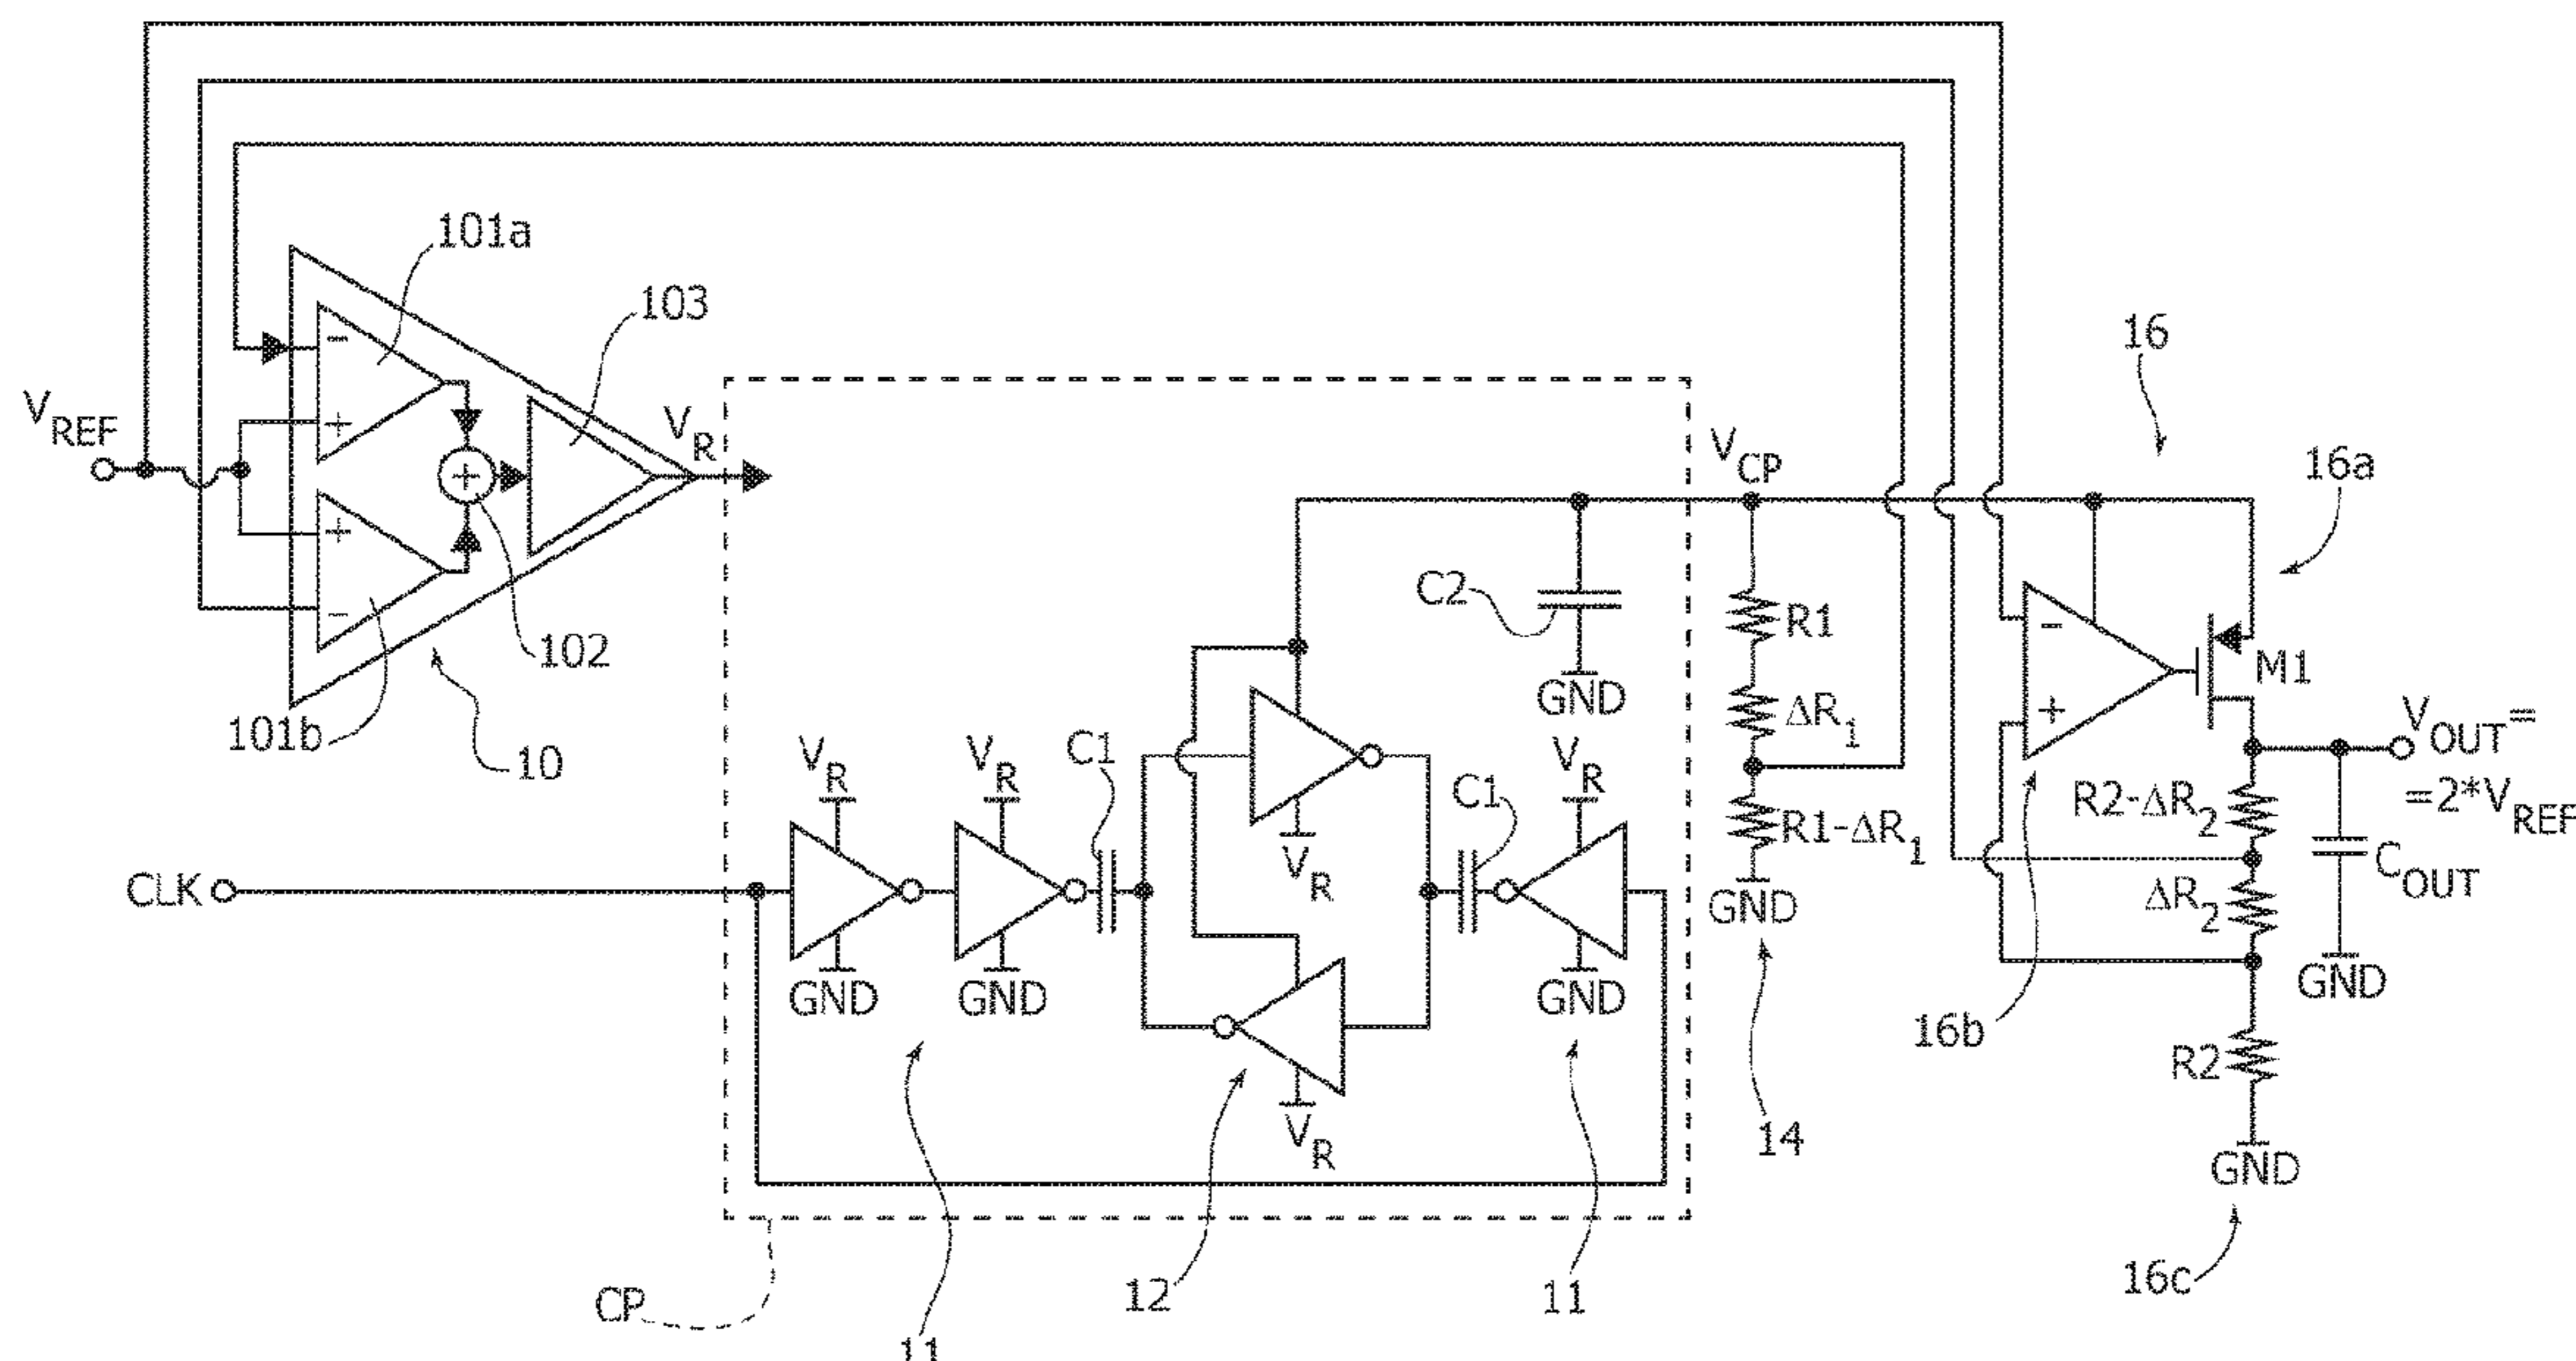 101a
103
16
V_REF
V_R
V_CP
16a
C2
R1
102
GND
ΔR_1
M1
101b
10
V_R
V_R
C1
C1
V_R
R2-ΔR_2
V_OUT=
=2*V_REF
R1-ΔR_1
V_R
C_OUT
CLK
GND
ΔR_2
GND
GND
GND
GND
16b
R2
V_R
14
GND
CP
12
11
16c
11
-
+
+
-
+
-
+